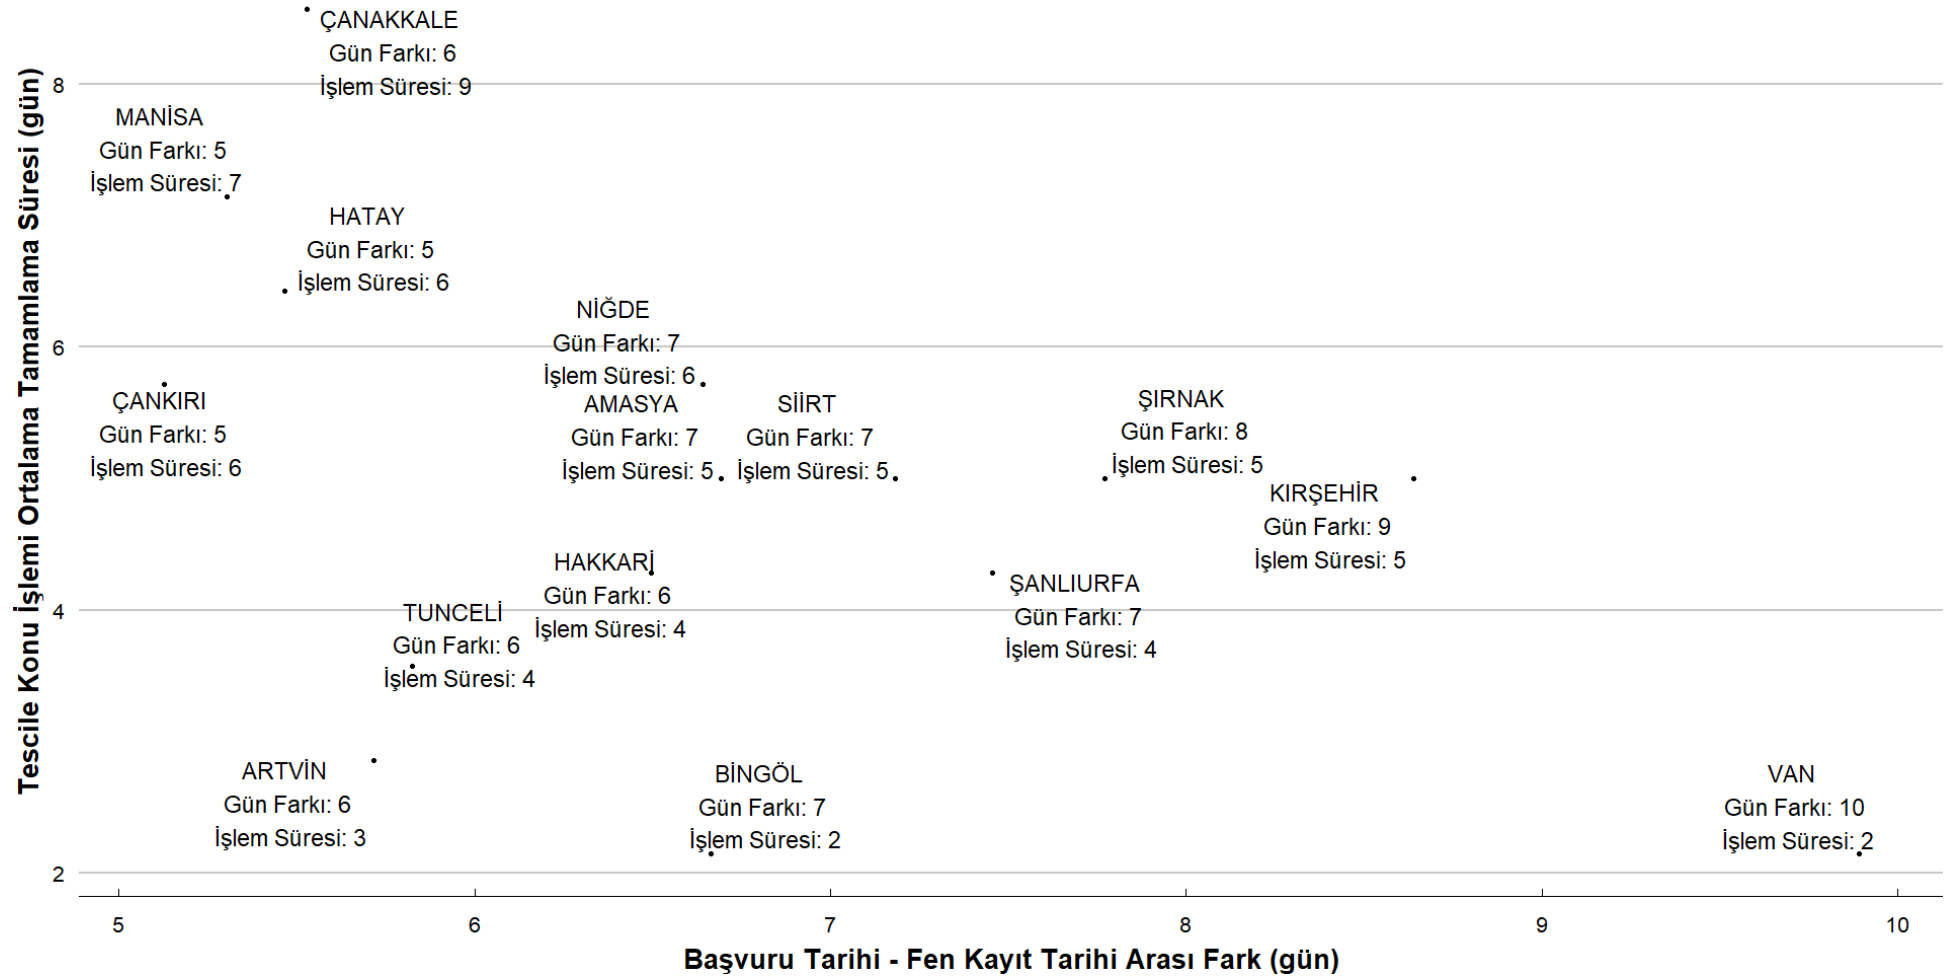 ÇANAKKALE
Gün Farkı: 6
İşlem Süresi: 9
8
MANİSA
Gün Farkı: 5
İşlem Süresi: 7
HATAY
Gün Farkı: 5
İşlem Süresi: 6
NİĞDE
Gün Farkı: 7
İşlem Süresi: 6
6
ÇANKIRI
Gün Farkı: 5
İşlem Süresi: 6
AMASYA
Gün Farkı: 7
İşlem Süresi: 5
SİİRT
Gün Farkı: 7
İşlem Süresi: 5
ŞIRNAK
Gün Farkı: 8
İşlem Süresi: 5
KIRŞEHİR
Gün Farkı: 9
İşlem Süresi: 5
HAKKARİ
Gün Farkı: 6
İşlem Süresi: 4
ŞANLIURFA
Gün Farkı: 7
İşlem Süresi: 4
4
TUNCELİ
Gün Farkı: 6
İşlem Süresi: 4
ARTVİN
Gün Farkı: 6
İşlem Süresi: 3
BİNGÖL
Gün Farkı: 7
İşlem Süresi: 2
VAN
Gün Farkı: 10
İşlem Süresi: 2
2
5 6 7 8 9 10
Başvuru Tarihi - Fen Kayıt Tarihi Arası Fark (gün)
Tescile Konu İşlemi Ortalama Tamamlama Süresi (gün)